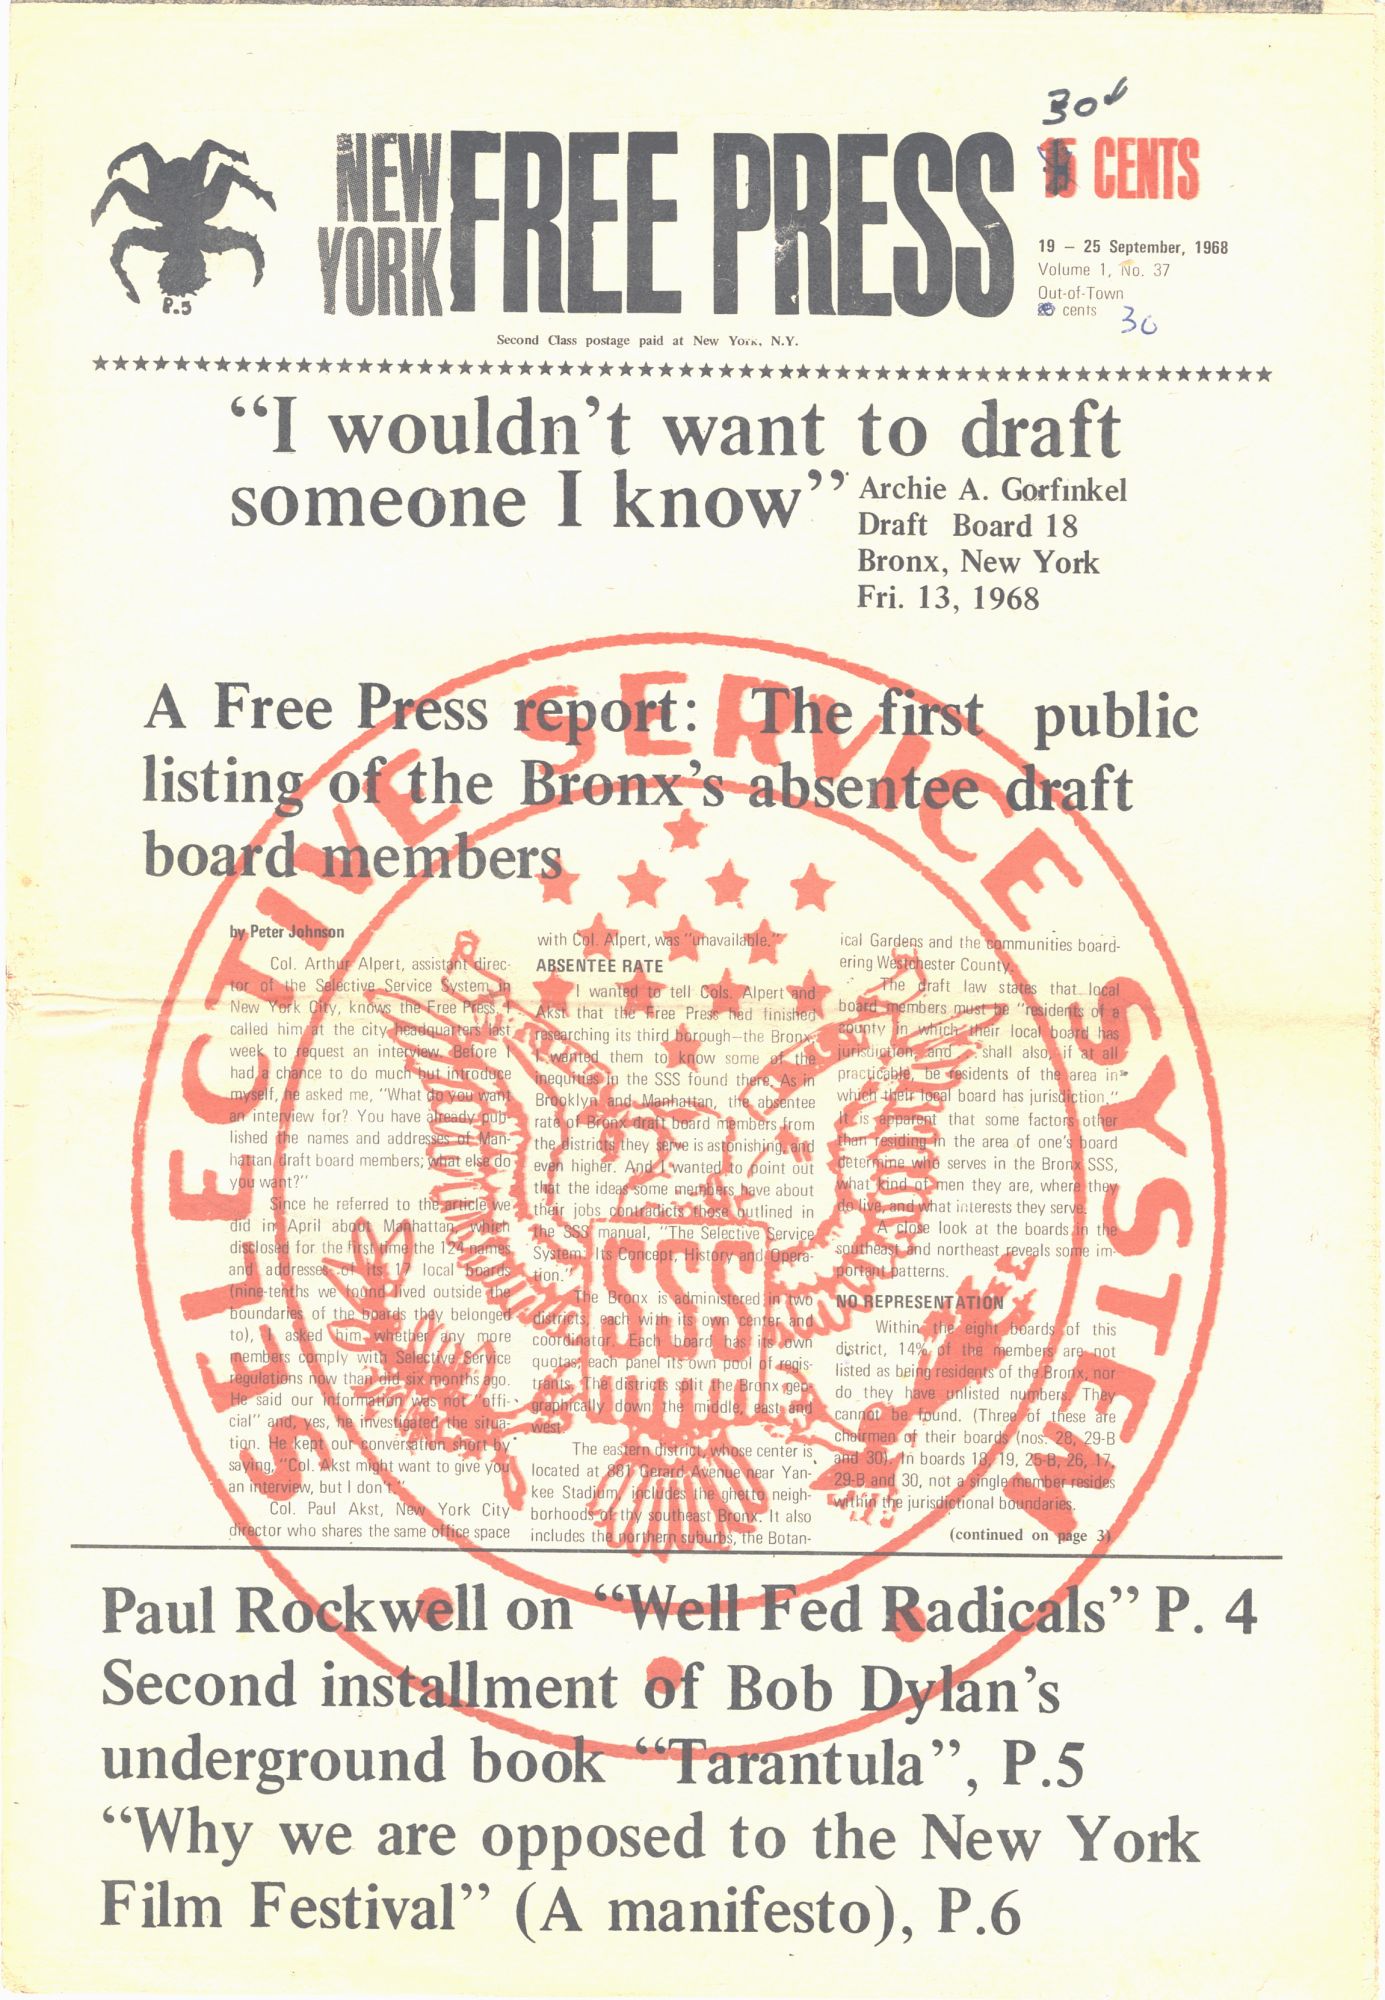 30¢
NEW YORK FREE PRESS
15 CENTS
P.5
19 – 25 September, 1968
Volume 1, No. 37
Out-of-Town
cents 30
Second Class postage paid at New York, N.Y.
“I wouldn’t want to draft
someone I know”
Archie A. Gorfinkel
Draft Board 18
Bronx, New York
Fri. 13, 1968
SELECTIVE SERVICE SYSTEM
A Free Press report: The first public
listing of the Bronx’s absentee draft
board members
by Peter Johnson
Col. Arthur Alpert, assistant direc-
tor of the Selective Service System in
New York City, knows the Free Press. I
called him at the city headquarters last
week to request an interview. Before I
had a chance to do much but introduce
myself, he asked me, “What do you want
an interview for? You have already pub-
lished the names and addresses of Man-
hattan draft board members; what else do
you want?”
Since he referred to the article we
did in April about Manhattan, which
disclosed for the first time the 124 names
and addresses of its 17 local boards
(nine-tenths we found lived outside the
boundaries of the boards they belonged
to), I asked him whether any more
members comply with Selective Service
regulations now than did six months ago.
He said our information was not “offi-
cial” and, yes, he investigated the situa-
tion. He kept our conversation short by
saying, “Col. Akst might want to give you
an interview, but I don’t.”
Col. Paul Akst, New York City
director who shares the same office space
with Col. Alpert, was “unavailable.”
ABSENTEE RATE
I wanted to tell Cols. Alpert and
Akst that the Free Press had finished
researching its third borough—the Bronx.
I wanted them to know some of the
inequities in the SSS found there. As in
Brooklyn and Manhattan, the absentee
rate of Bronx draft board members from
the districts they serve is astonishing, and
even higher. And I wanted to point out
that the ideas some members have about
their jobs contradicts those outlined in
the SSS manual, “The Selective Service
System: Its Concept, History and Opera-
tion.”
The Bronx is administered in two
districts, each with its own center and
coordinator. Each board has its own
quotas, each panel its own pool of regis-
trants. The districts split the Bronx geo-
graphically down the middle, east and
west.
The eastern district, whose center is
located at 881 Gerard Avenue near Yan-
kee Stadium, includes the ghetto neigh-
borhoods of thy southeast Bronx. It also
includes the northern suburbs, the Botan-
ical Gardens and the communities board-
ering Westchester County.
The draft law states that local
board members must be “residents of a
county in which their local board has
jurisdiction and . . . shall also, if at all
practicable, be residents of the area in
which their local board has jurisdiction.”
It is apparent that some factors other
than residing in the area of one’s board
determine who serves in the Bronx SSS,
what kind of men they are, where they
do live, and what interests they serve.
A close look at the boards in the
southeast and northeast reveals some im-
portant patterns.
NO REPRESENTATION
Within the eight boards of this
district, 14% of the members are not
listed as being residents of the Bronx, nor
do they have unlisted numbers. They
cannot be found. (Three of these are
chairmen of their boards (nos. 28, 29-B
and 30). In boards 18, 19, 25-B, 26, 17,
29-B and 30, not a single member resides
within the jurisdictional boundaries.
(continued on page 3)
SSS
Paul Rockwell on “Well Fed Radicals” P. 4
Second installment of Bob Dylan’s
underground book “Tarantula”, P.5
“Why we are opposed to the New York
Film Festival” (A manifesto), P.6